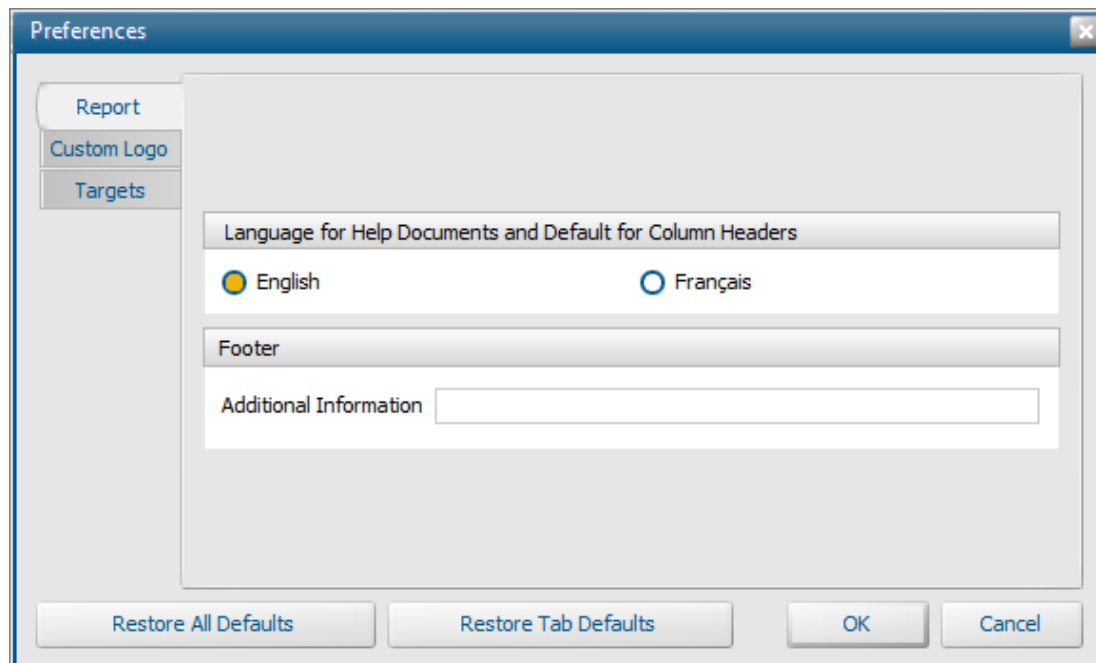 Preferences
Report
Custom Logo
Targets
Language for Help Documents and Default for Column Headers
English Français
Footer
Additional Information
Restore All Defaults Restore Tab Defaults OK Cancel